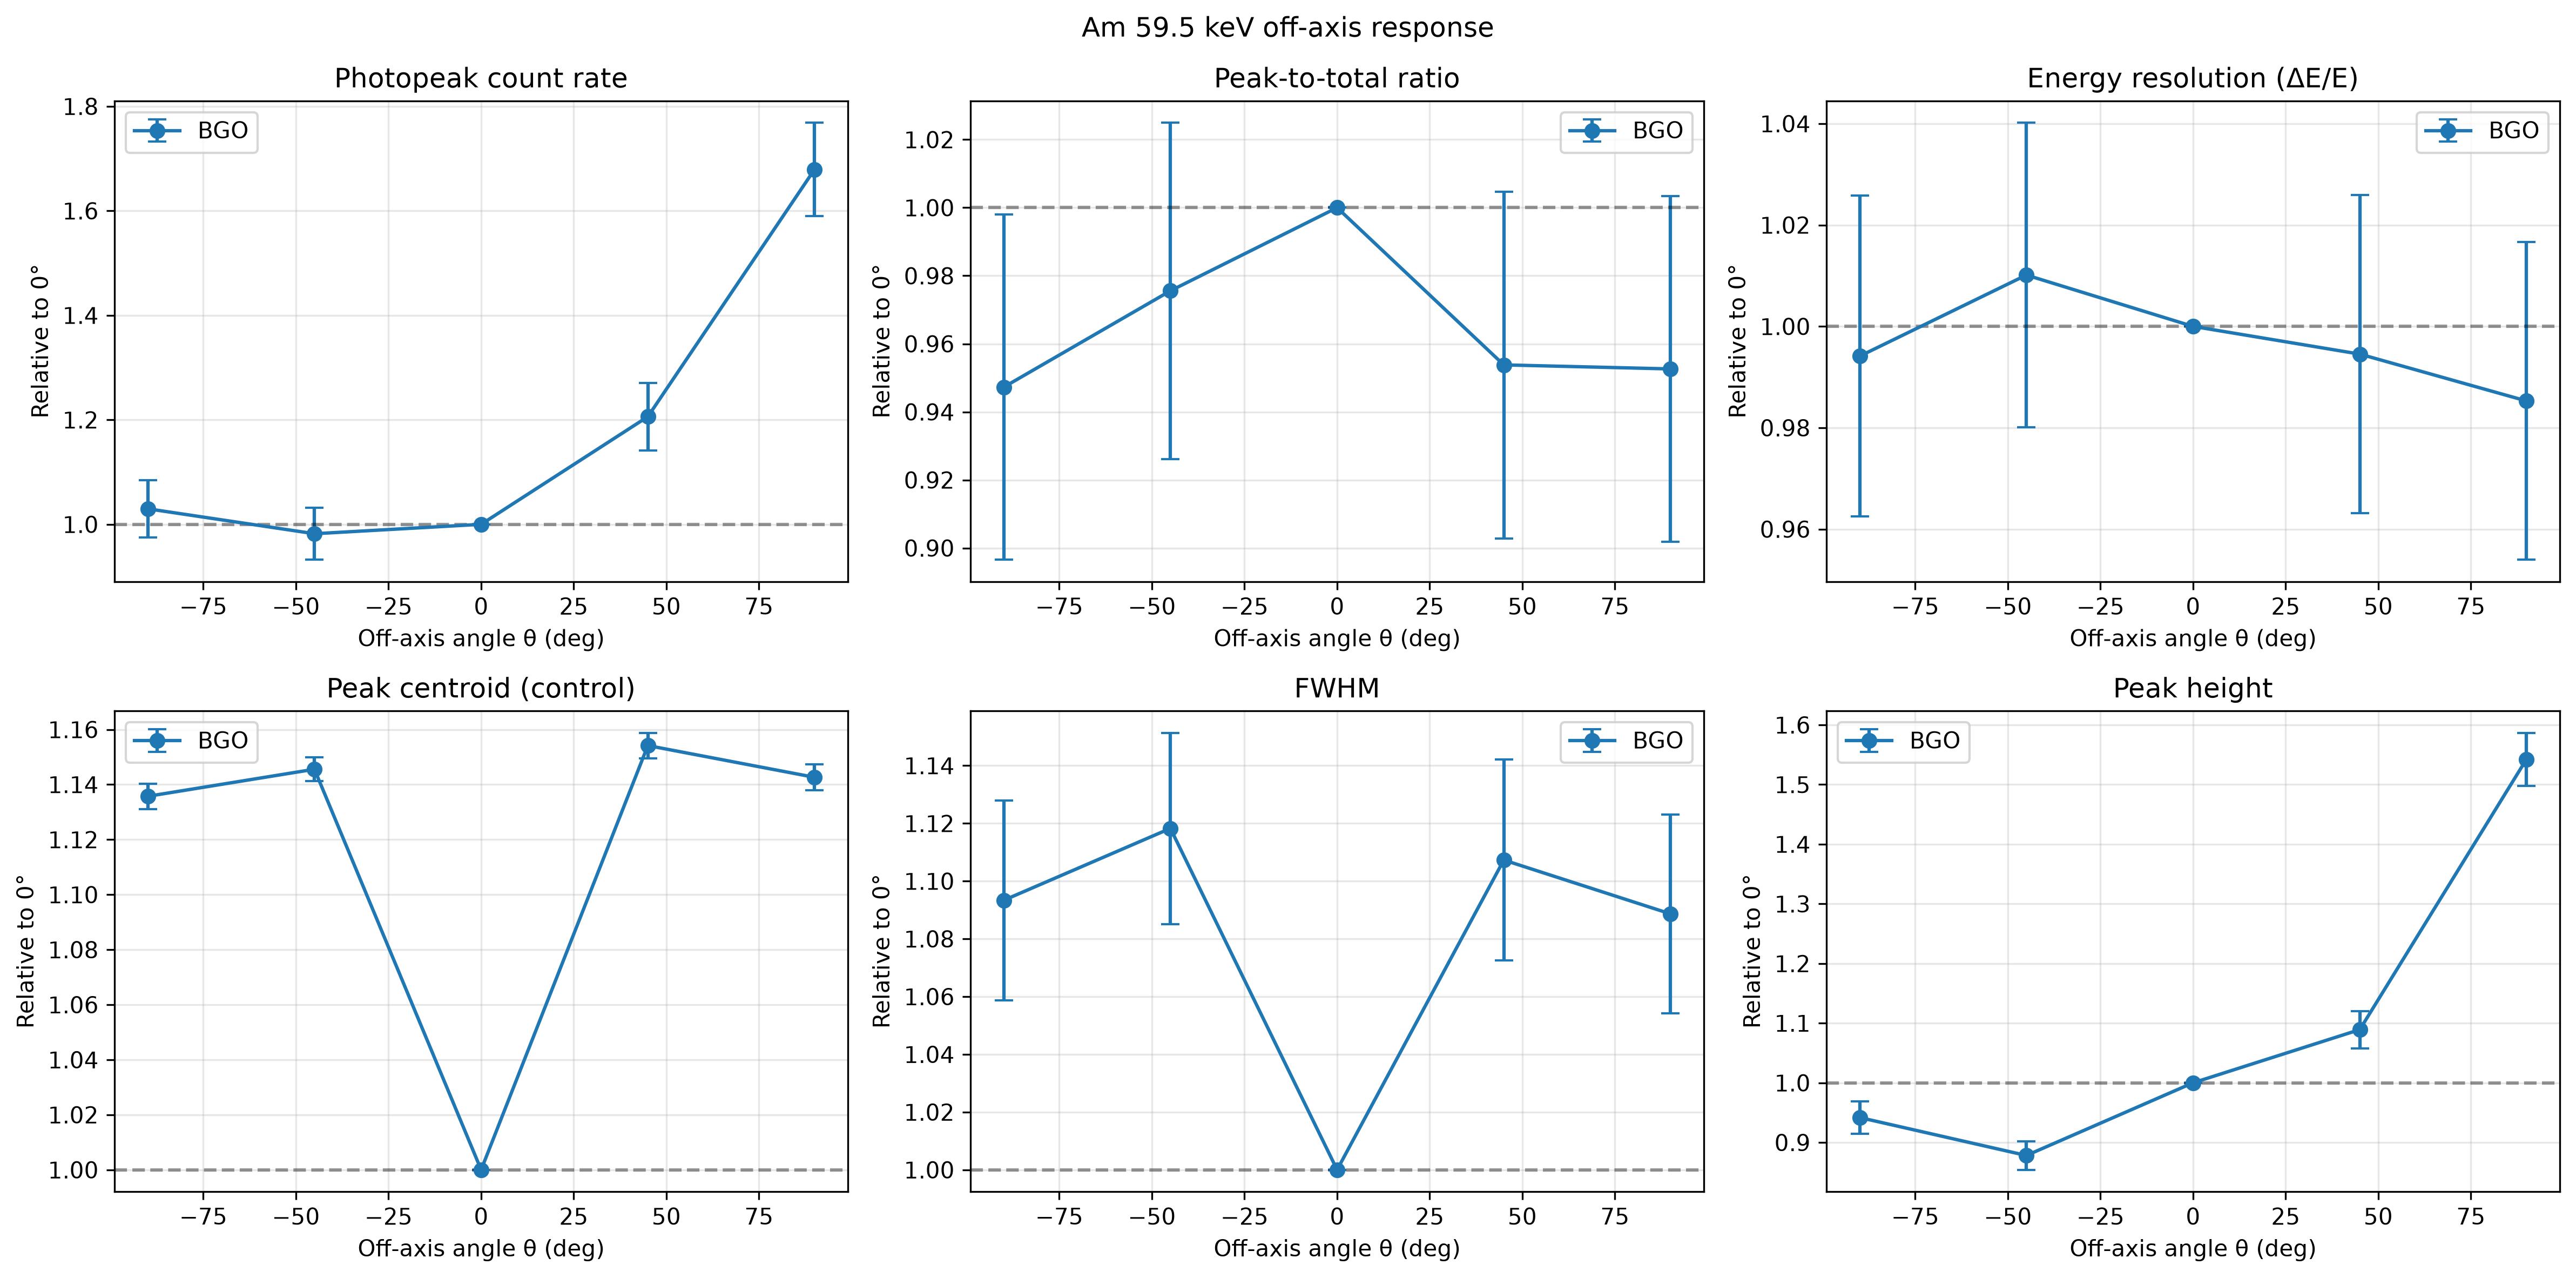 Am 59.5 keV off-axis response
Photopeak count rate
1.8
1.6
1.4
1.2
1.0
Relative to 0°
BGO
−75 −50 −25 0 25 50 75
Off-axis angle θ (deg)
Peak-to-total ratio
1.02
1.00
0.98
0.96
0.94
0.92
0.90
Relative to 0°
BGO
−75 −50 −25 0 25 50 75
Off-axis angle θ (deg)
Energy resolution (ΔE/E)
1.04
1.02
1.00
0.98
0.96
Relative to 0°
BGO
−75 −50 −25 0 25 50 75
Off-axis angle θ (deg)
Peak centroid (control)
1.16
1.14
1.12
1.10
1.08
1.06
1.04
1.02
1.00
Relative to 0°
BGO
−75 −50 −25 0 25 50 75
Off-axis angle θ (deg)
FWHM
1.14
1.12
1.10
1.08
1.06
1.04
1.02
1.00
Relative to 0°
BGO
−75 −50 −25 0 25 50 75
Off-axis angle θ (deg)
Peak height
1.6
1.5
1.4
1.3
1.2
1.1
1.0
0.9
Relative to 0°
BGO
−75 −50 −25 0 25 50 75
Off-axis angle θ (deg)